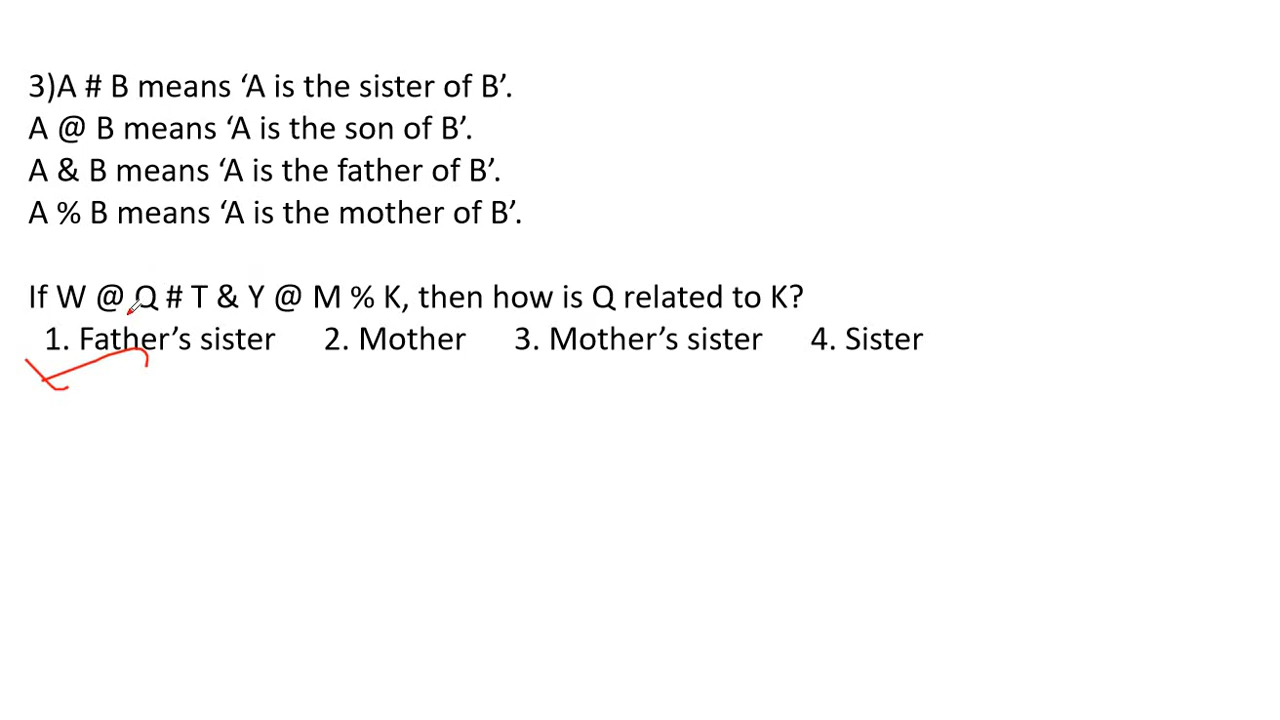 3)A # B means ‘A is the sister of B’.
A @ B means ‘A is the son of B’.
A & B means ‘A is the father of B’.
A % B means ‘A is the mother of B’.
If W @ Q # T & Y @ M % K, then how is Q related to K?
1. Father’s sister 2. Mother 3. Mother’s sister 4. Sister